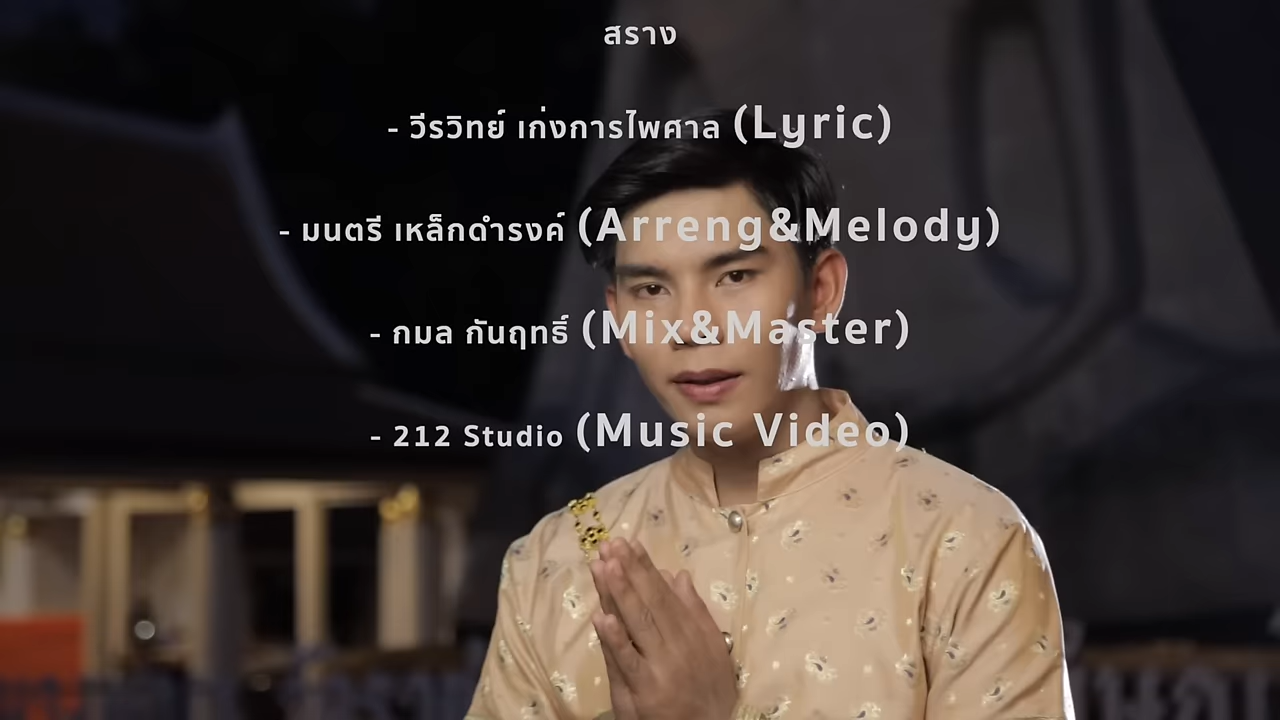 สราง
- วีรวิทย์ เก่งการไพศาล (Lyric)
- มนตรี เหล็กดำรงค์ (Arreng&Melody)
- กมล กันฤทธิ์ (Mix&Master)
- 212 Studio (Music Video)